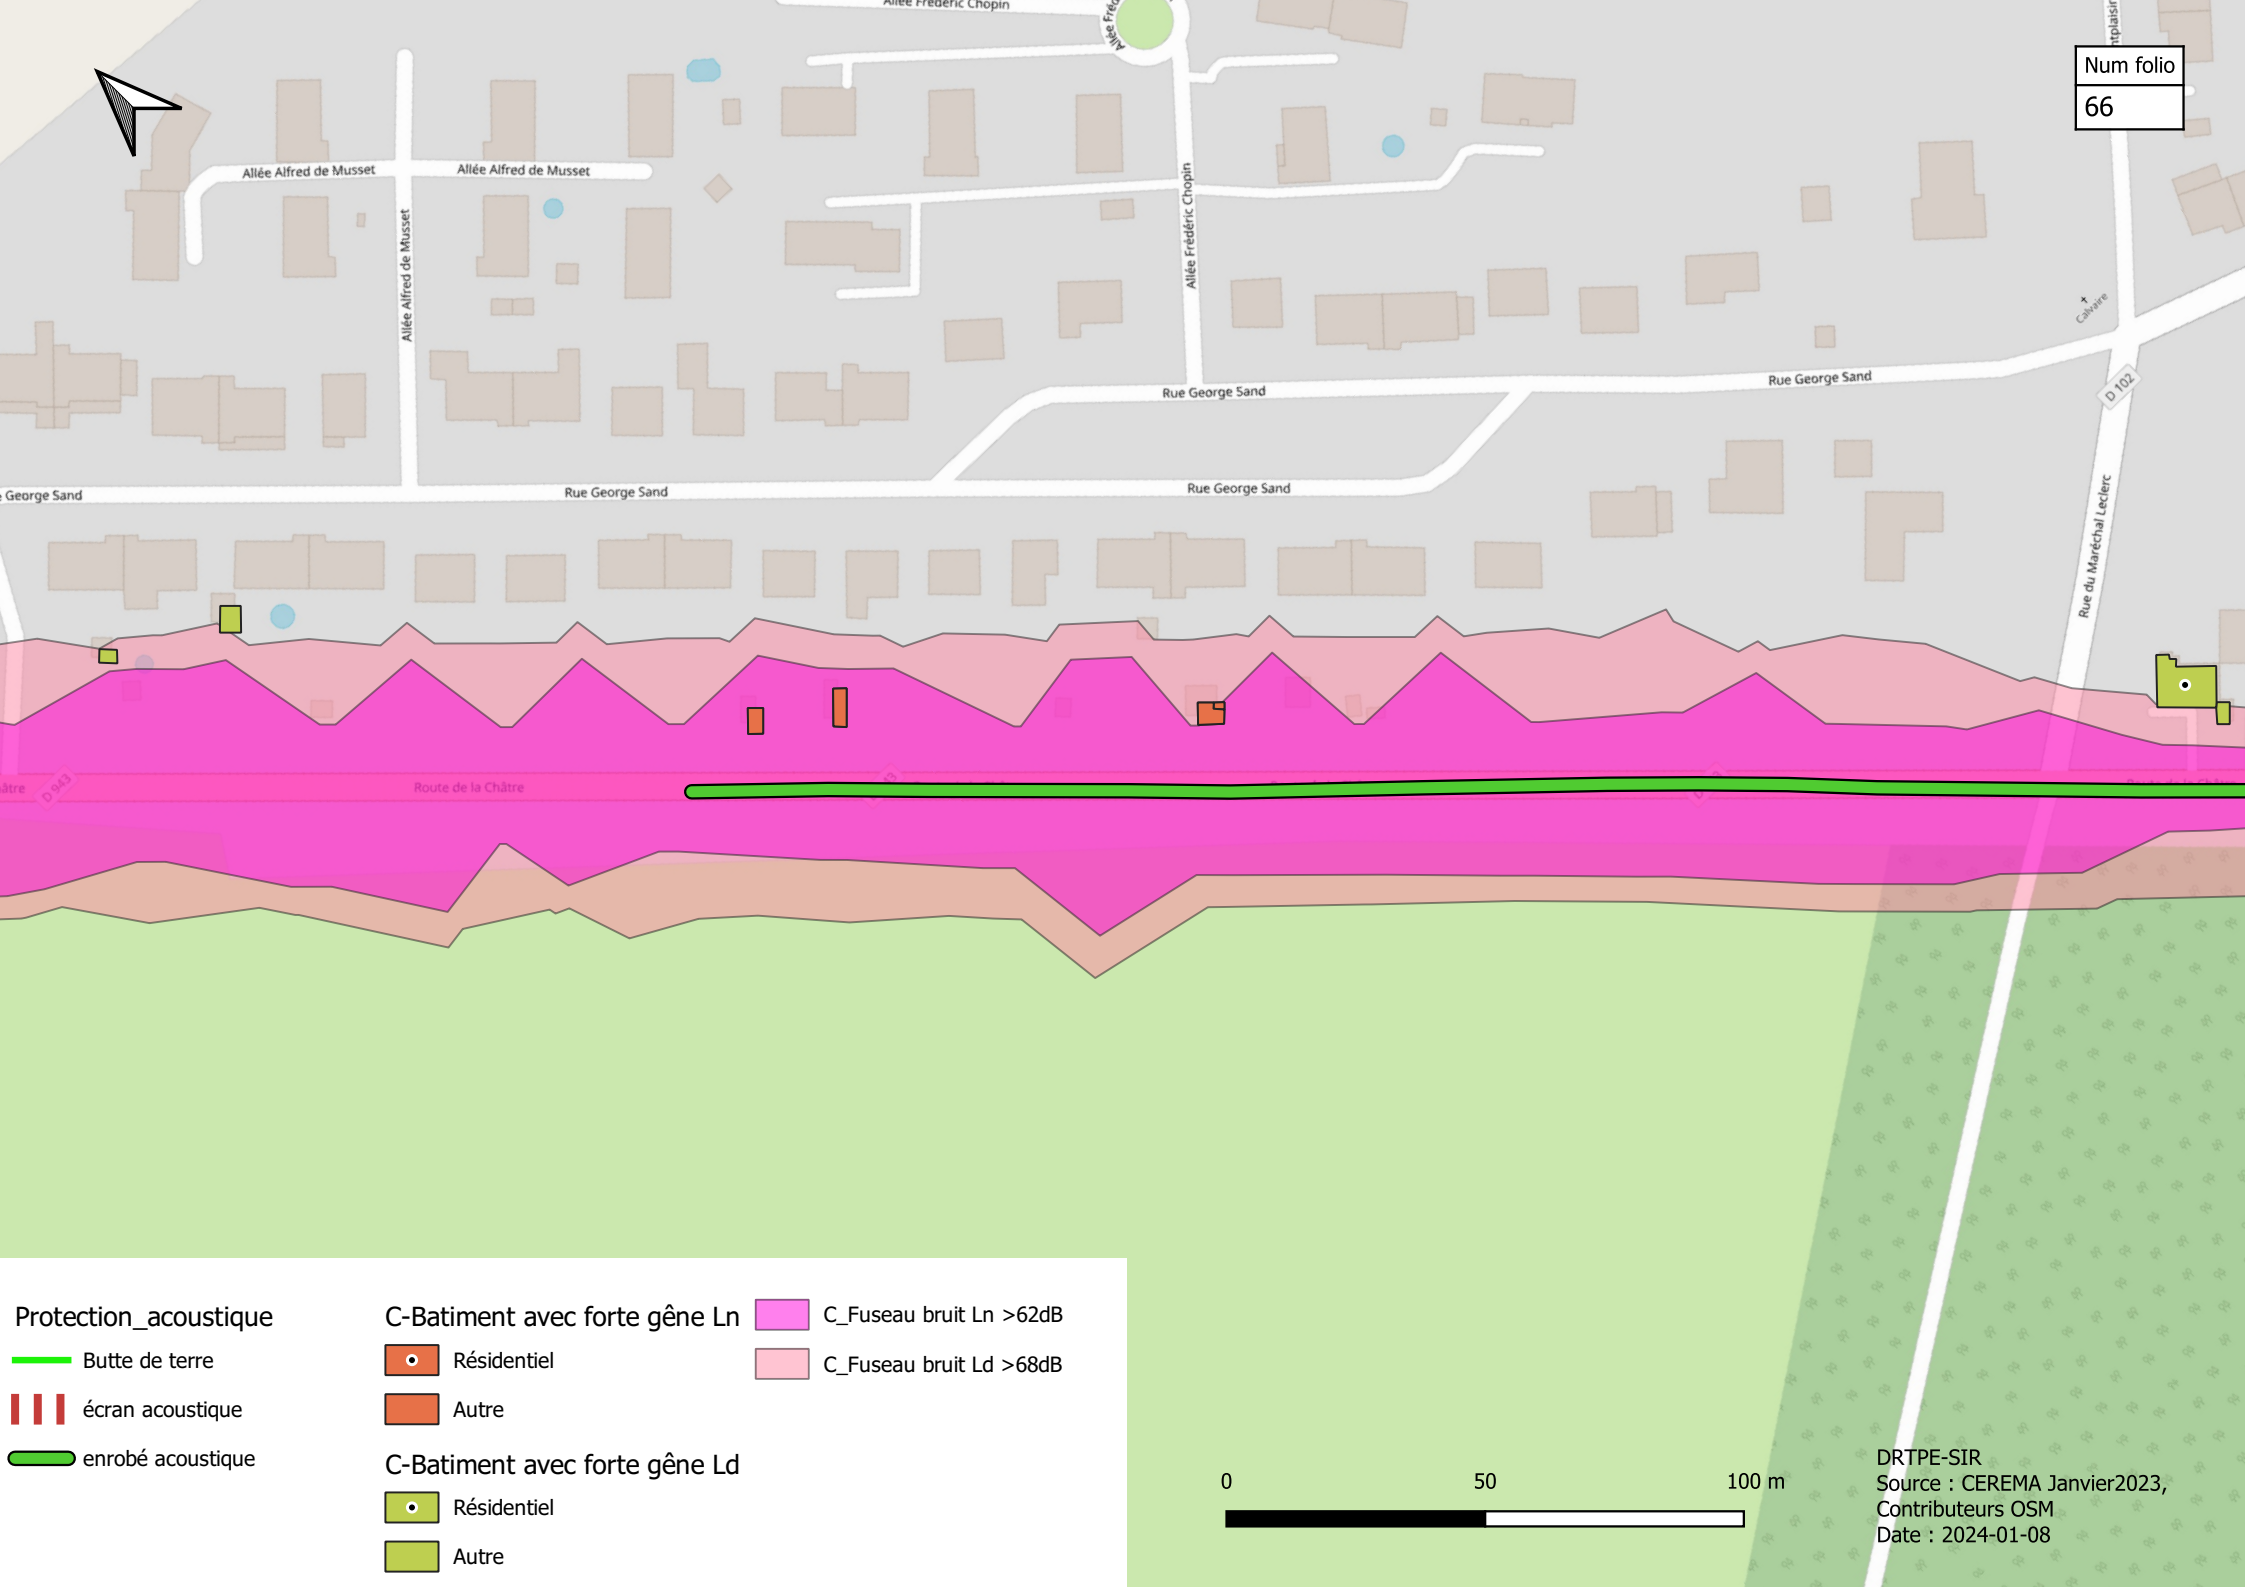 Allée Frédéric Chopin
Num folio
66
Allée Alfred de Musset
Allée Alfred de Musset
Allée Alfred de Musset
Allée Frédéric Chopin
Calvaire
Rue George Sand
Rue George Sand
D 102
George Sand
Rue George Sand
Rue George Sand
Rue du Maréchal Leclerc
D 943
Route de la Châtre
Protection_acoustique
Butte de terre
écran acoustique
enrobé acoustique
C-Batiment avec forte gêne Ln
Résidentiel
Autre
C-Batiment avec forte gêne Ld
Résidentiel
Autre
C_Fuseau bruit Ln >62dB
C_Fuseau bruit Ld >68dB
0 50 100 m
DRTPE-SIR
Source : CEREMA Janvier2023,
Contributeurs OSM
Date : 2024-01-08